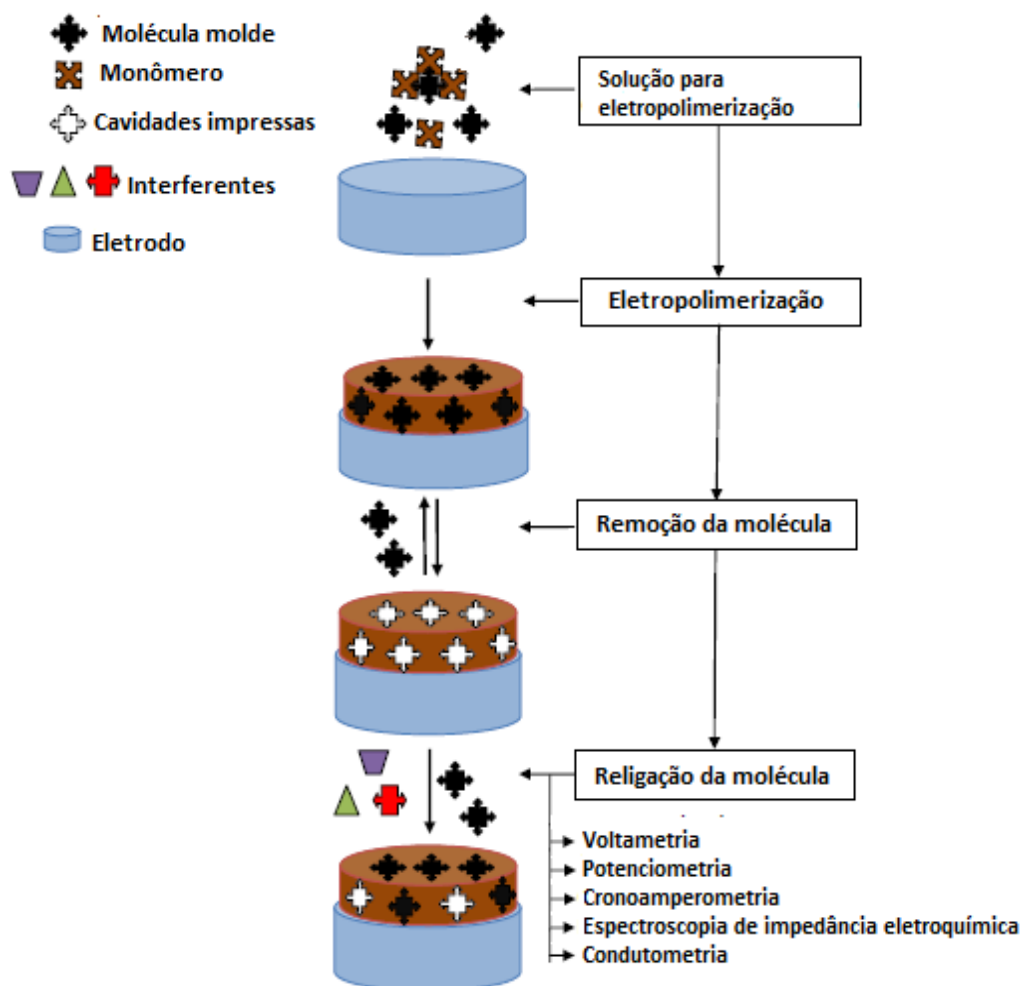 Molécula molde
Monômero
Cavidades impressas
Interferentes
Eletrodo
Solução para
eletropolimerização
Eletropolimerização
Remoção da molécula
Religação da molécula
Voltametria
Potenciometria
Cronoamperometria
Espectroscopia de impedância eletroquímica
Condutometria